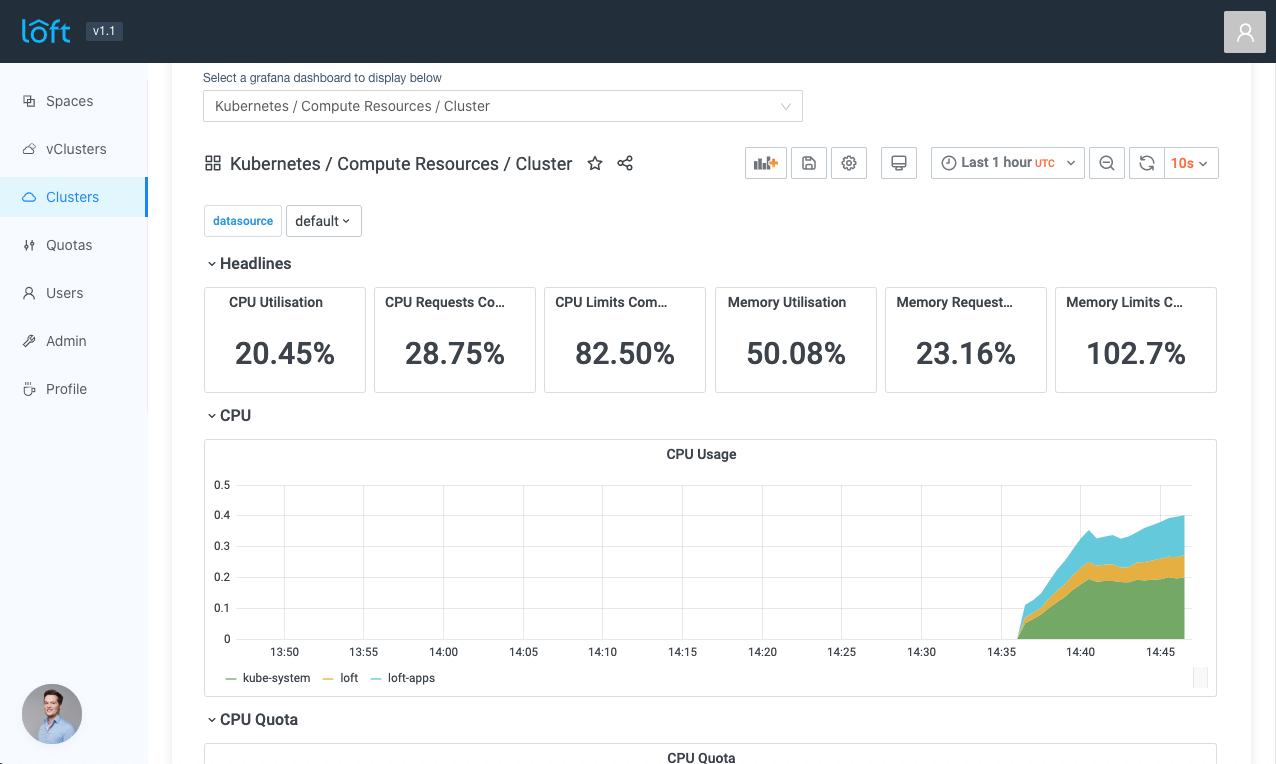 lôft v1.1
Spaces
vClusters
Clusters
Quotas
Users
Admin
Profile
Select a grafana dashboard to display below
Kubernetes / Compute Resources / Cluster
Kubernetes / Compute Resources / Cluster
Last 1 hour UTC
10s
datasource default
Headlines
CPU Utilisation
20.45%
CPU Requests Co...
28.75%
CPU Limits Com...
82.50%
Memory Utilisation
50.08%
Memory Request...
23.16%
Memory Limits C...
102.7%
CPU
CPU Usage
0.5
0.4
0.3
0.2
0.1
0
13:50 13:55 14:00 14:05 14:10 14:15 14:20 14:25 14:30 14:35 14:40 14:45
kube-system loft loft-apps
CPU Quota
CPU Quota